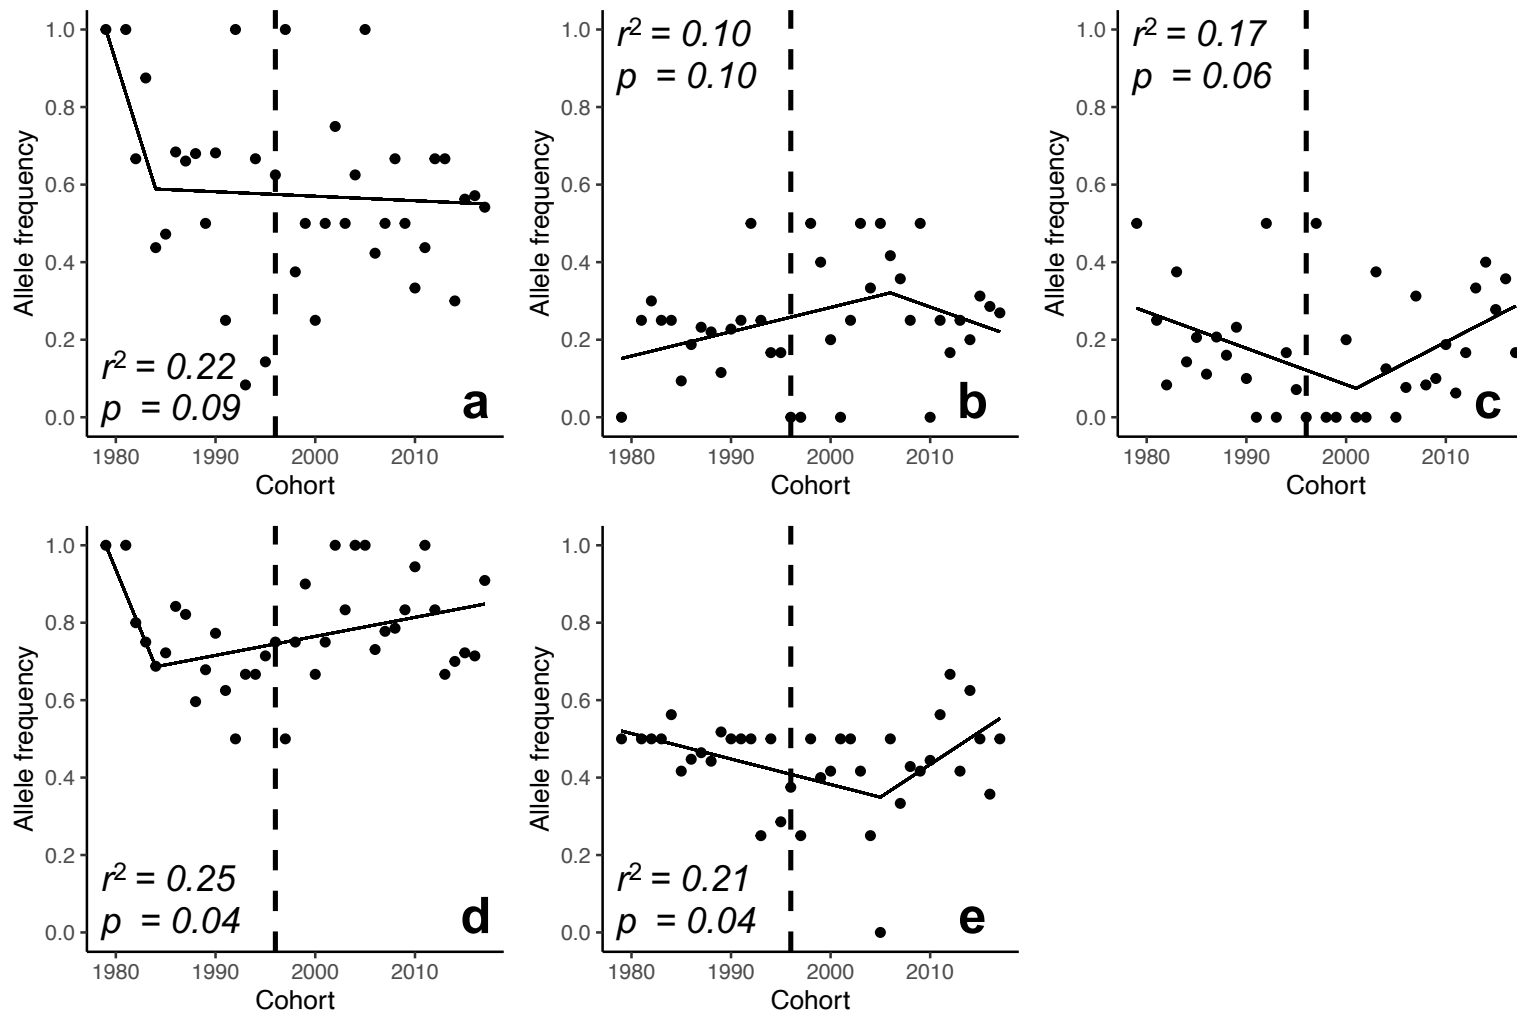 1.0
0.8
0.6
0.4
0.2
0.0
Allele frequency
r² = 0.22
p = 0.09
a
1980 1990 2000 2010
Cohort
1.0
0.8
0.6
0.4
0.2
0.0
Allele frequency
r² = 0.10
p = 0.10
b
1980 1990 2000 2010
Cohort
1.0
0.8
0.6
0.4
0.2
0.0
Allele frequency
r² = 0.17
p = 0.06
c
1980 1990 2000 2010
Cohort
1.0
0.8
0.6
0.4
0.2
0.0
Allele frequency
r² = 0.25
p = 0.04
d
1980 1990 2000 2010
Cohort
1.0
0.8
0.6
0.4
0.2
0.0
Allele frequency
r² = 0.21
p = 0.04
e
1980 1990 2000 2010
Cohort